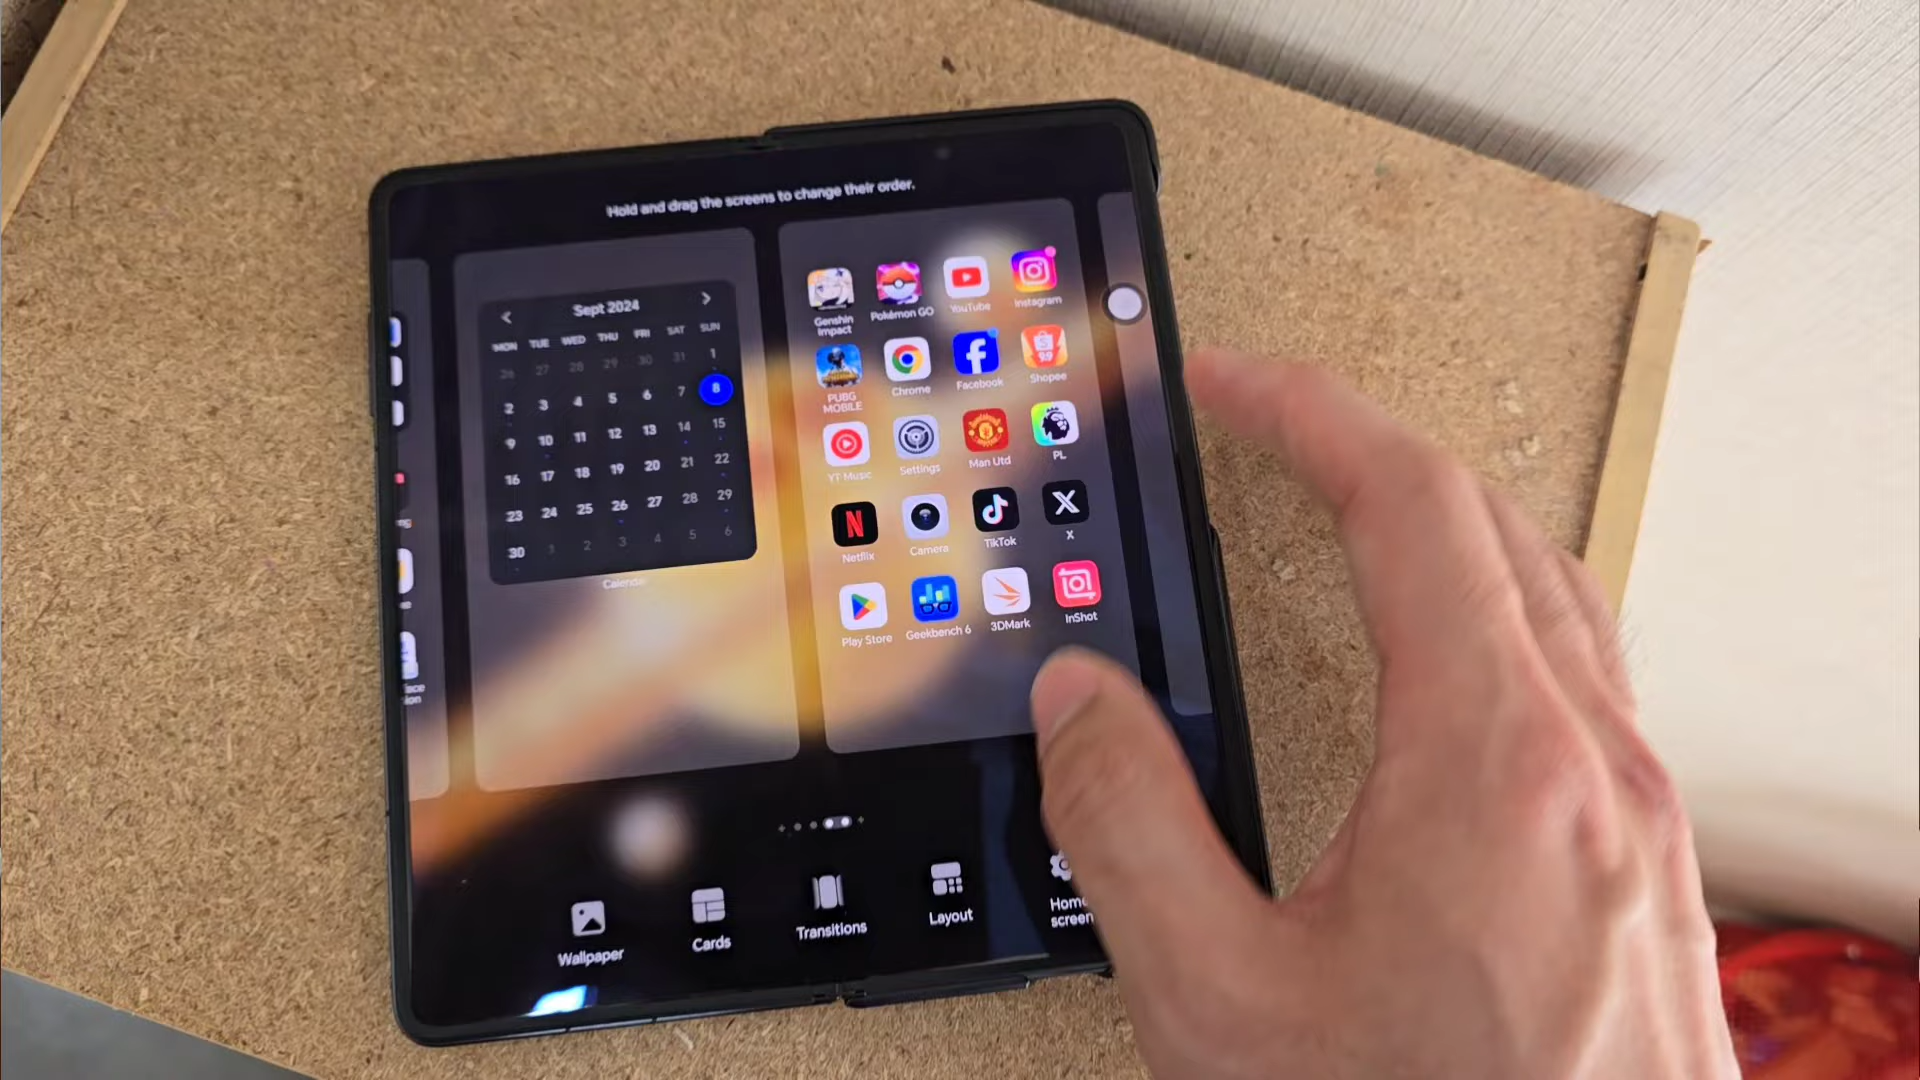 Hold and drag the screens to change their order.
Sept 2024
MON TUE WED THU FRI SAT SUN
26 27 28 29 30 31 1
2 3 4 5 6 7 8
9 10 11 12 13 14 15
16 17 18 19 20 21 22
23 24 25 26 27 28 29
30 1 2 3 4 5 6
Calendar
Genshin
Impact
Pokémon GO
YouTube
Instagram
PUBG
MOBILE
Chrome
Facebook
9.9
Shopee
YT Music
Settings
Man Utd
PL
Netflix
Camera
TikTok
X
Play Store
Geekbench 6
3DMark
InShot
Wallpaper
Cards
Transitions
Layout
Home
screen